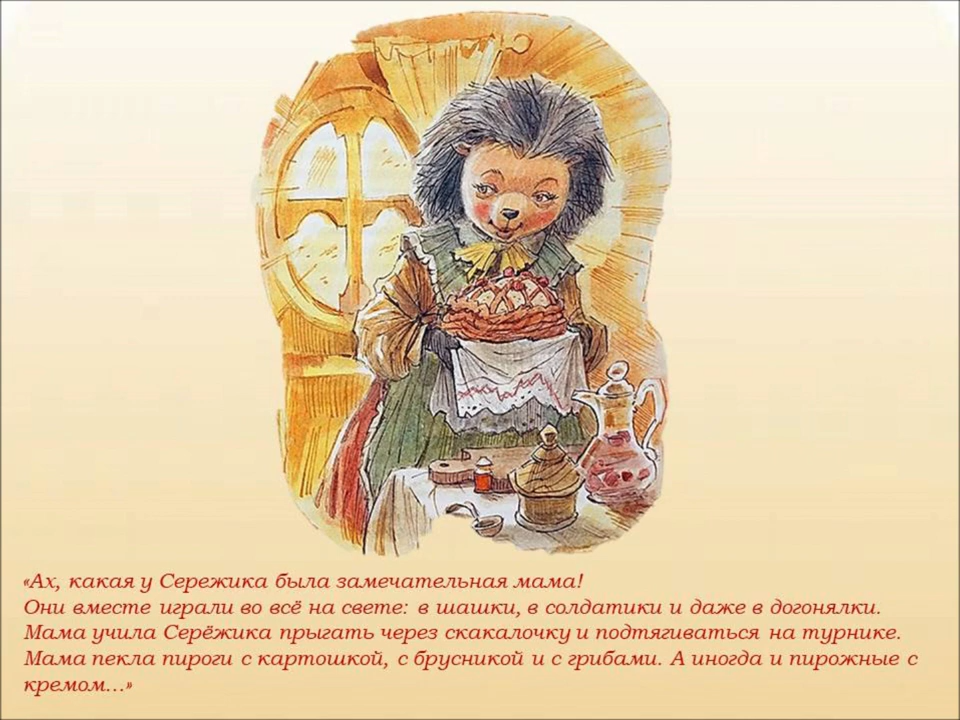 «Ах, какая у Сережика была замечательная мама!
Они вместе играли во всё на свете: в шашки, в солдатики и даже в догонялки.
Мама учила Серёжика прыгать через скакалочку и подтягиваться на турнике.
Мама пекла пироги с картошкой, с брусникой и с грибами. А иногда и пирожные с
кремом...»